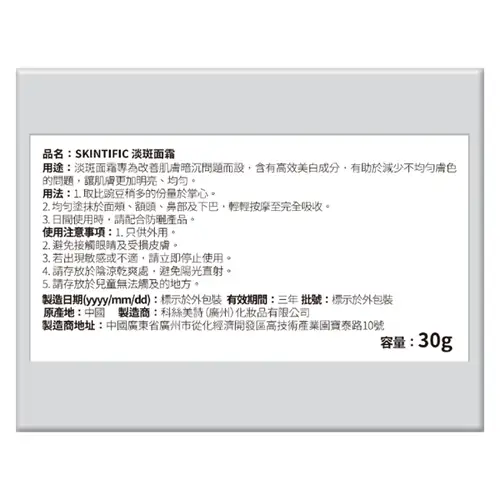 品名：SKINTIFIC 淡斑面霜
用途：淡斑面霜專為改善肌膚暗沉問題而設，含有高效美白成分，有助於減少不均勻膚色
的問題，讓肌膚更加明亮、均勻。
用法：1. 取比豌豆稍多的份量於掌心。
2. 均勻塗抹於面頰、額頭、鼻部及下巴，輕輕按摩至完全吸收。
3. 日間使用時，請配合防曬產品。
使用注意事項：1. 只供外用。
2. 避免接觸眼睛及受損皮膚。
3. 若出現敏感或不適，請立即停止使用。
4. 請存放於陰涼乾爽處，避免陽光直射。
5. 請存放於兒童無法觸及的地方。
製造日期(yyyy/mm/dd)：標示於外包裝 有效期間：三年 批號：標示於外包裝
原產地：中國 製造商：科絲美詩（廣州）化妝品有限公司
製造商地址：中國廣東省廣州市從化經濟開發區高技術產業園寶泰路10號
容量：30g